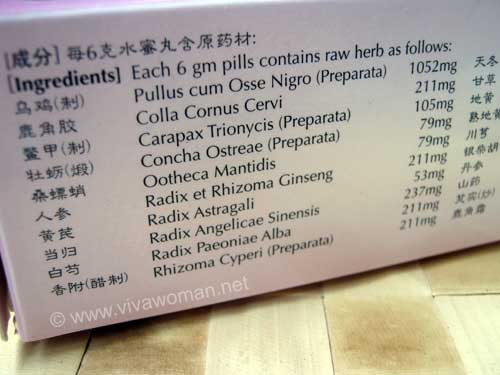 [成分] 每6克水蜜丸含原药材:
[Ingredients] Each 6 gm pills contains raw herb as follows:
乌鸡(制) Pullus cum Osse Nigro (Preparata) 1052mg 天冬
鹿角胶 Colla Cornus Cervi 211mg 甘草
鳖甲(制) Carapax Trionycis (Preparata) 105mg 地黄
牡蛎(煅) Concha Ostreae (Preparata) 79mg 熟地黄
桑螵蛸 Ootheca Mantidis 79mg 川芎
人参 Radix et Rhizoma Ginseng 211mg 银柴胡
黄芪 Radix Astragali 53mg 丹参
当归 Radix Angelicae Sinensis 237mg 山药
白芍 Radix Paeoniae Alba 211mg 芡实(炒)
香附(醋制) Rhizoma Cyperi (Preparata) 211mg 鹿角霜
© www.vivawoman.net